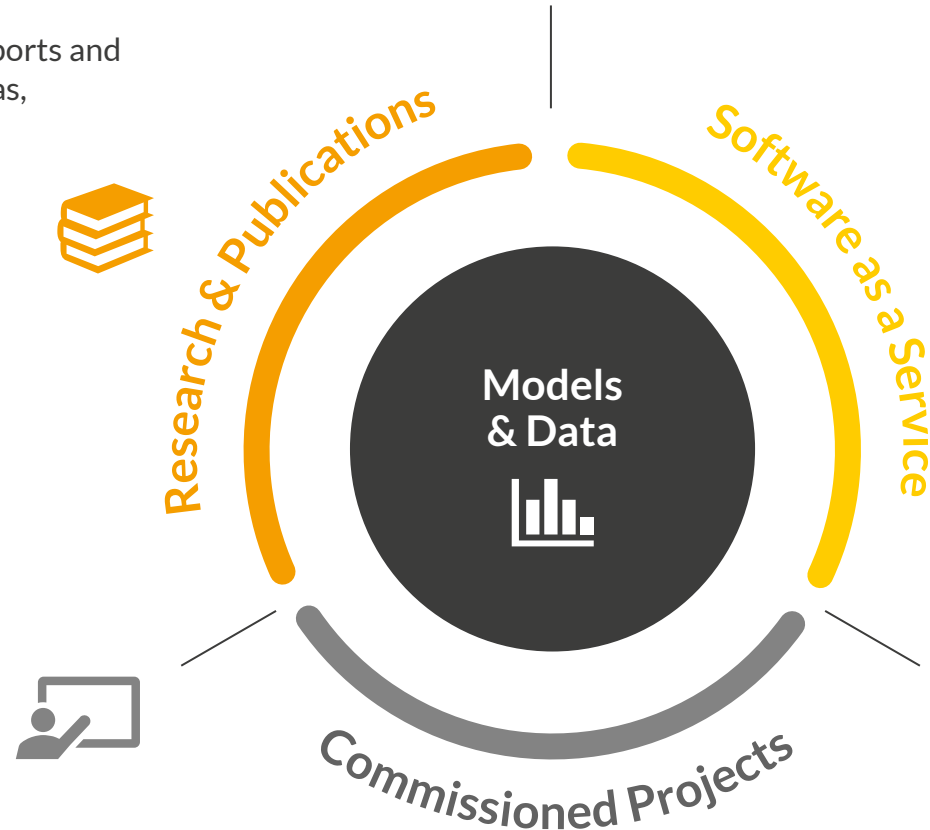 ports and
as,
Research & Publications
Software as a Service
Models
& Data
Commissioned Projects